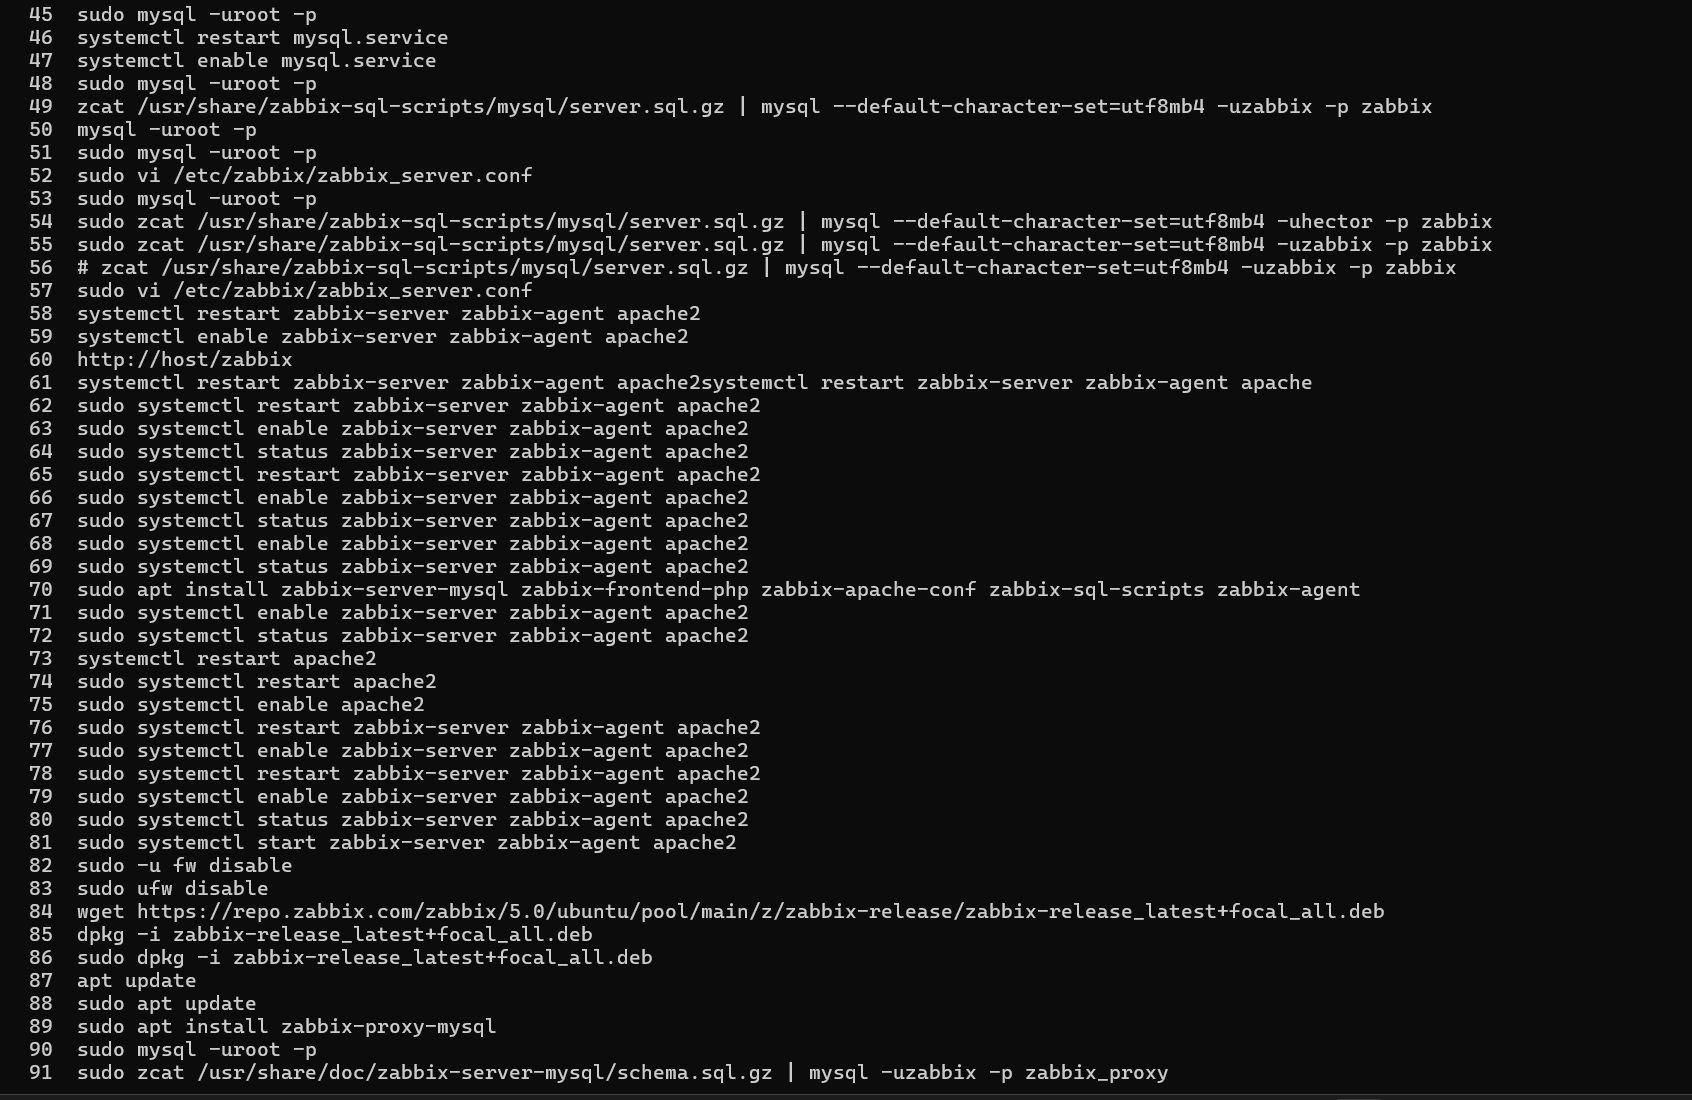 45 sudo mysql -uroot -p
46 systemctl restart mysql.service
47 systemctl enable mysql.service
48 sudo mysql -uroot -p
49 zcat /usr/share/zabbix-sql-scripts/mysql/server.sql.gz | mysql --default-character-set=utf8mb4 -uzabbix -p zabbix
50 mysql -uroot -p
51 sudo mysql -uroot -p
52 sudo vi /etc/zabbix/zabbix_server.conf
53 sudo mysql -uroot -p
54 sudo zcat /usr/share/zabbix-sql-scripts/mysql/server.sql.gz | mysql --default-character-set=utf8mb4 -uhector -p zabbix
55 sudo zcat /usr/share/zabbix-sql-scripts/mysql/server.sql.gz | mysql --default-character-set=utf8mb4 -uzabbix -p zabbix
56 # zcat /usr/share/zabbix-sql-scripts/mysql/server.sql.gz | mysql --default-character-set=utf8mb4 -uzabbix -p zabbix
57 sudo vi /etc/zabbix/zabbix_server.conf
58 systemctl restart zabbix-server zabbix-agent apache2
59 systemctl enable zabbix-server zabbix-agent apache2
60 http://host/zabbix
61 systemctl restart zabbix-server zabbix-agent apache2systemctl restart zabbix-server zabbix-agent apache
62 sudo systemctl restart zabbix-server zabbix-agent apache2
63 sudo systemctl enable zabbix-server zabbix-agent apache2
64 sudo systemctl status zabbix-server zabbix-agent apache2
65 sudo systemctl restart zabbix-server zabbix-agent apache2
66 sudo systemctl enable zabbix-server zabbix-agent apache2
67 sudo systemctl status zabbix-server zabbix-agent apache2
68 sudo systemctl enable zabbix-server zabbix-agent apache2
69 sudo systemctl status zabbix-server zabbix-agent apache2
70 sudo apt install zabbix-server-mysql zabbix-frontend-php zabbix-apache-conf zabbix-sql-scripts zabbix-agent
71 sudo systemctl enable zabbix-server zabbix-agent apache2
72 sudo systemctl status zabbix-server zabbix-agent apache2
73 systemctl restart apache2
74 sudo systemctl restart apache2
75 sudo systemctl enable apache2
76 sudo systemctl restart zabbix-server zabbix-agent apache2
77 sudo systemctl enable zabbix-server zabbix-agent apache2
78 sudo systemctl restart zabbix-server zabbix-agent apache2
79 sudo systemctl enable zabbix-server zabbix-agent apache2
80 sudo systemctl status zabbix-server zabbix-agent apache2
81 sudo systemctl start zabbix-server zabbix-agent apache2
82 sudo -u fw disable
83 sudo ufw disable
84 wget https://repo.zabbix.com/zabbix/5.0/ubuntu/pool/main/z/zabbix-release/zabbix-release_latest+focal_all.deb
85 dpkg -i zabbix-release_latest+focal_all.deb
86 sudo dpkg -i zabbix-release_latest+focal_all.deb
87 apt update
88 sudo apt update
89 sudo apt install zabbix-proxy-mysql
90 sudo mysql -uroot -p
91 sudo zcat /usr/share/doc/zabbix-server-mysql/schema.sql.gz | mysql -uzabbix -p zabbix_proxy